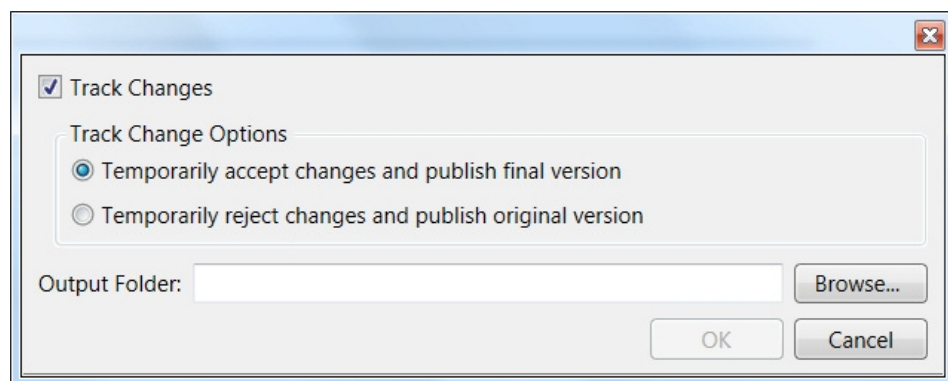 Track Changes
Track Change Options
Temporarily accept changes and publish final version
Temporarily reject changes and publish original version
Output Folder: Browse...
OK Cancel